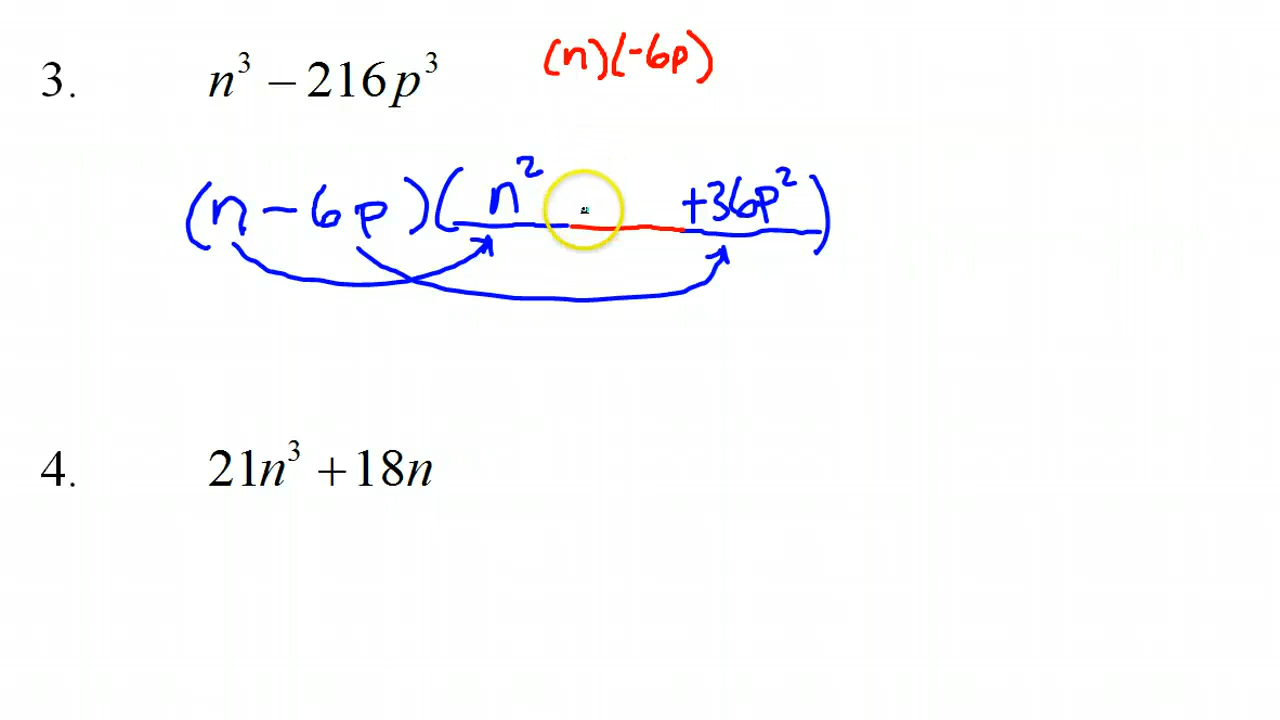 3. n³ − 216p³ (n)(-6p)
(n - 6p)(n² +36p²)
4. 21n³ + 18n